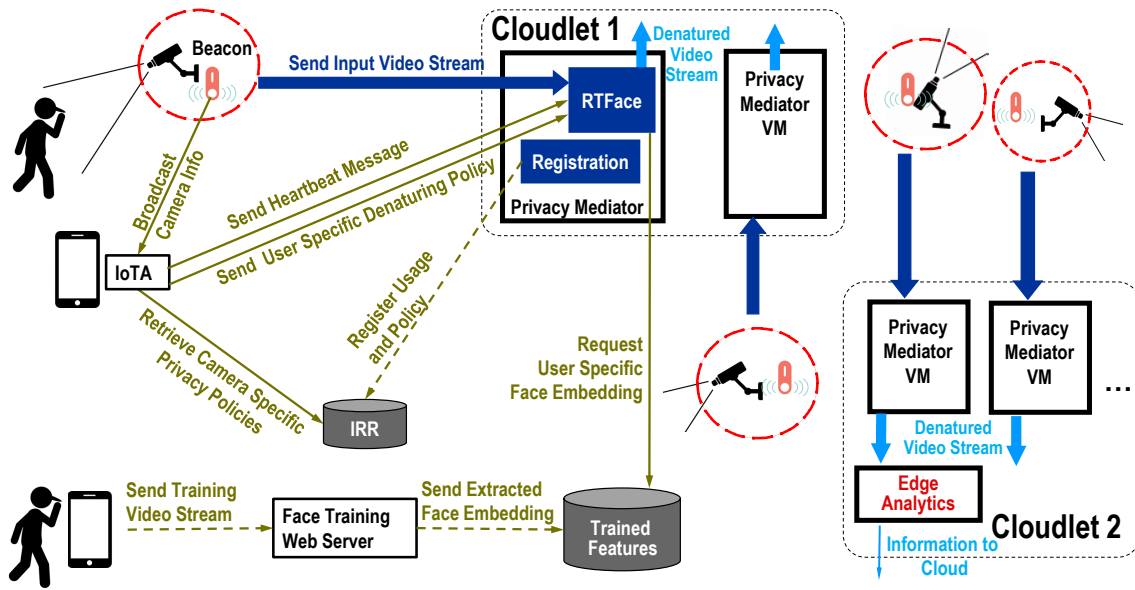 Cloudlet 1
Beacon
Send Input Video Stream
Denatured
Video
Stream
RTFace
Registration
Privacy Mediator
Privacy
Mediator
VM
Broadcast
Camera Info
Send Heartbeat Message
Send User Specific Denaturing Policy
IoTA
Register Usage
and Policy
Retrieve Camera Specific
Privacy Policies
IRR
Request
User Specific
Face Embedding
Send Training
Video Stream
Face Training
Web Server
Send Extracted
Face Embedding
Trained
Features
Privacy
Mediator
VM
Privacy
Mediator
VM
...
Denatured
Video Stream
Edge
Analytics
Cloudlet 2
Information to
Cloud